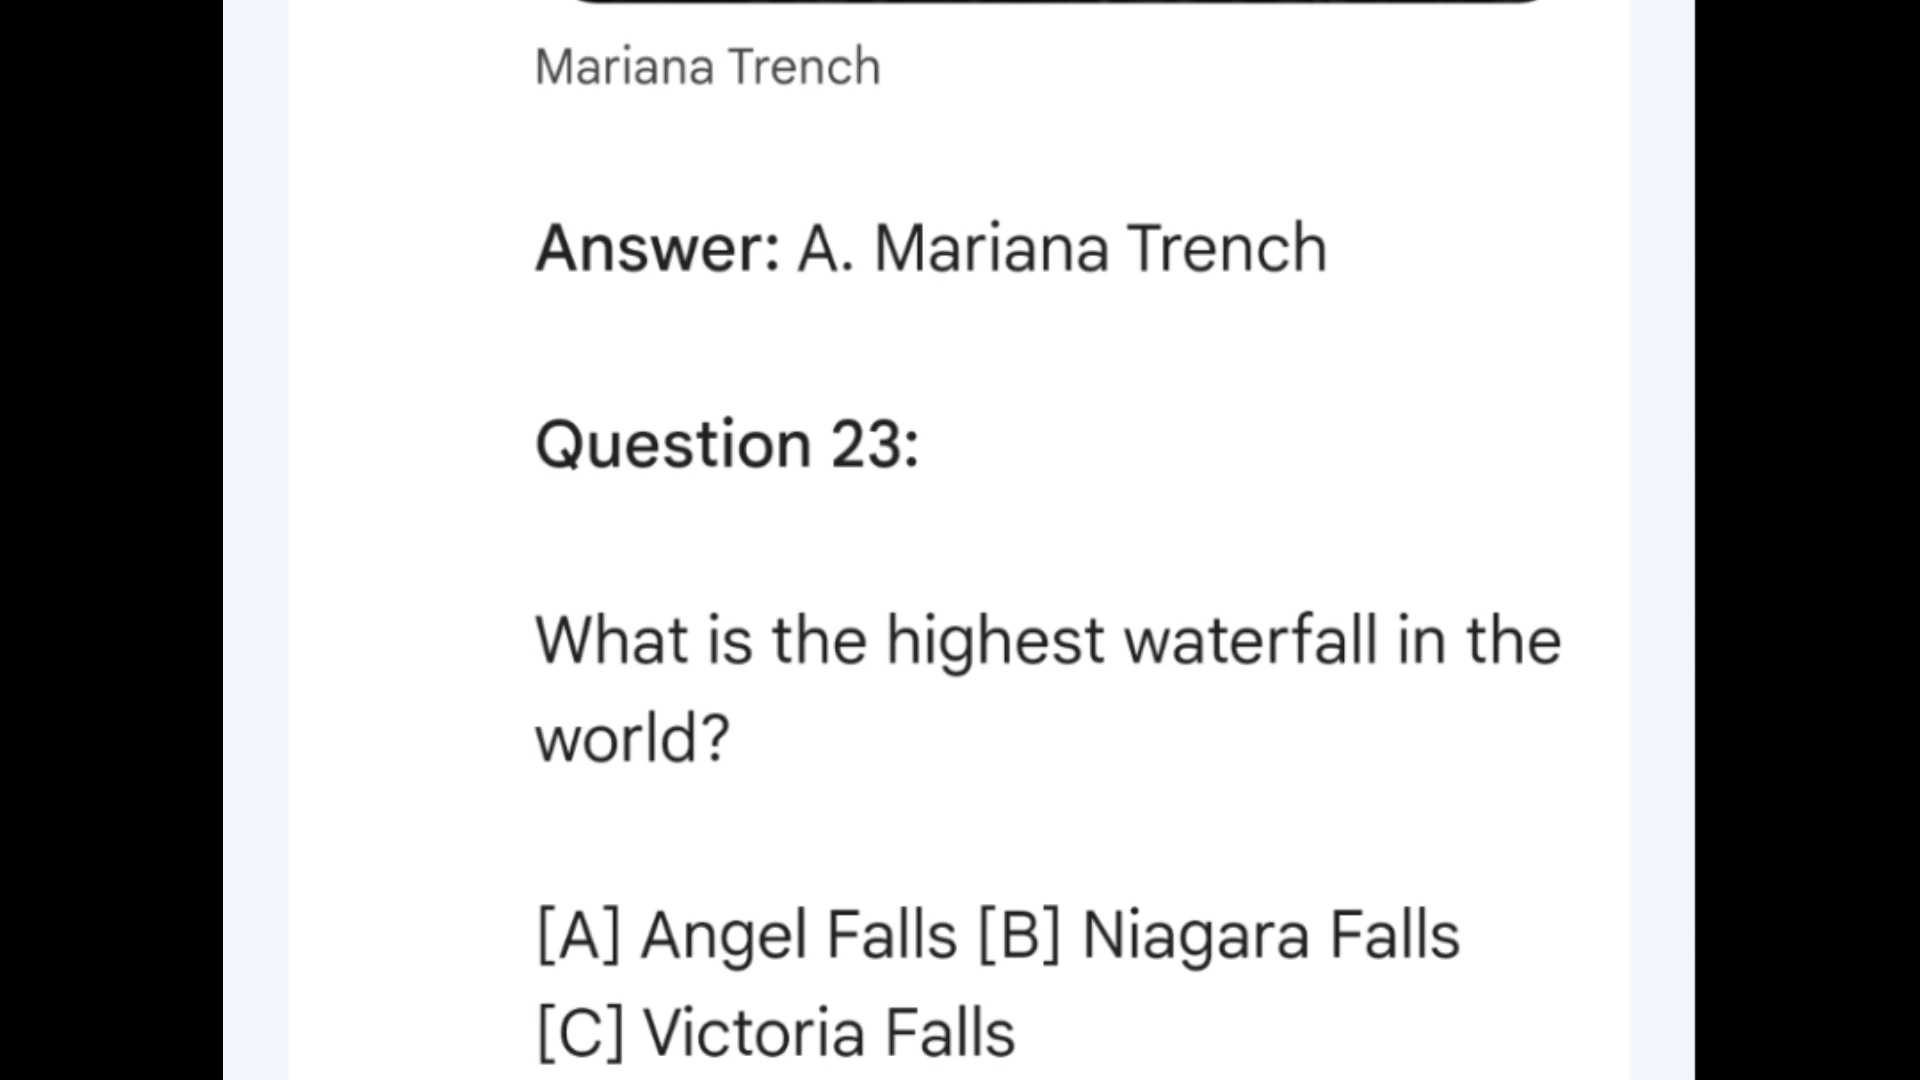 Mariana Trench
Answer: A. Mariana Trench
Question 23:
What is the highest waterfall in the
world?
[A] Angel Falls [B] Niagara Falls
[C] Victoria Falls